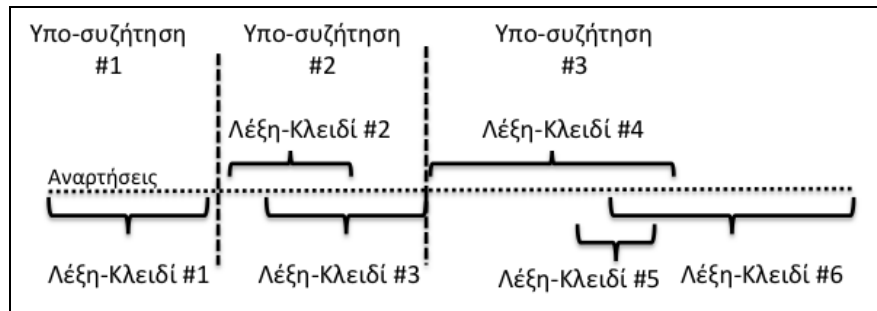 Υπο-συζήτηση #1
Υπο-συζήτηση #2
Υπο-συζήτηση #3
Λέξη-Κλειδί #2
Λέξη-Κλειδί #4
Αναρτήσεις
Λέξη-Κλειδί #1
Λέξη-Κλειδί #3
Λέξη-Κλειδί #5
Λέξη-Κλειδί #6